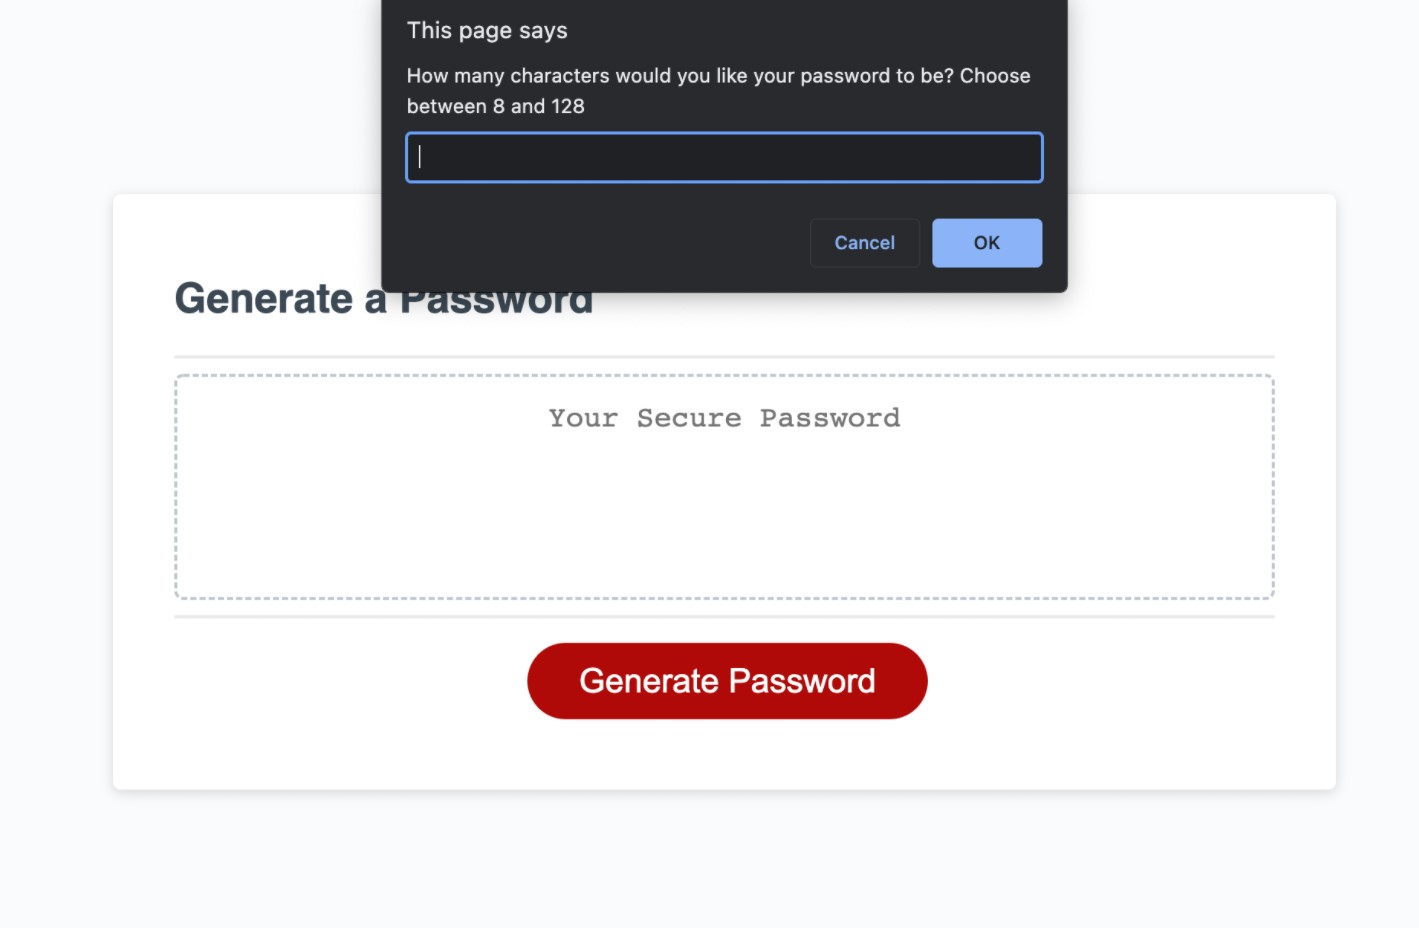 This page says
How many characters would you like your password to be? Choose
between 8 and 128
Cancel
OK
Generate a Password
Your Secure Password
Generate Password